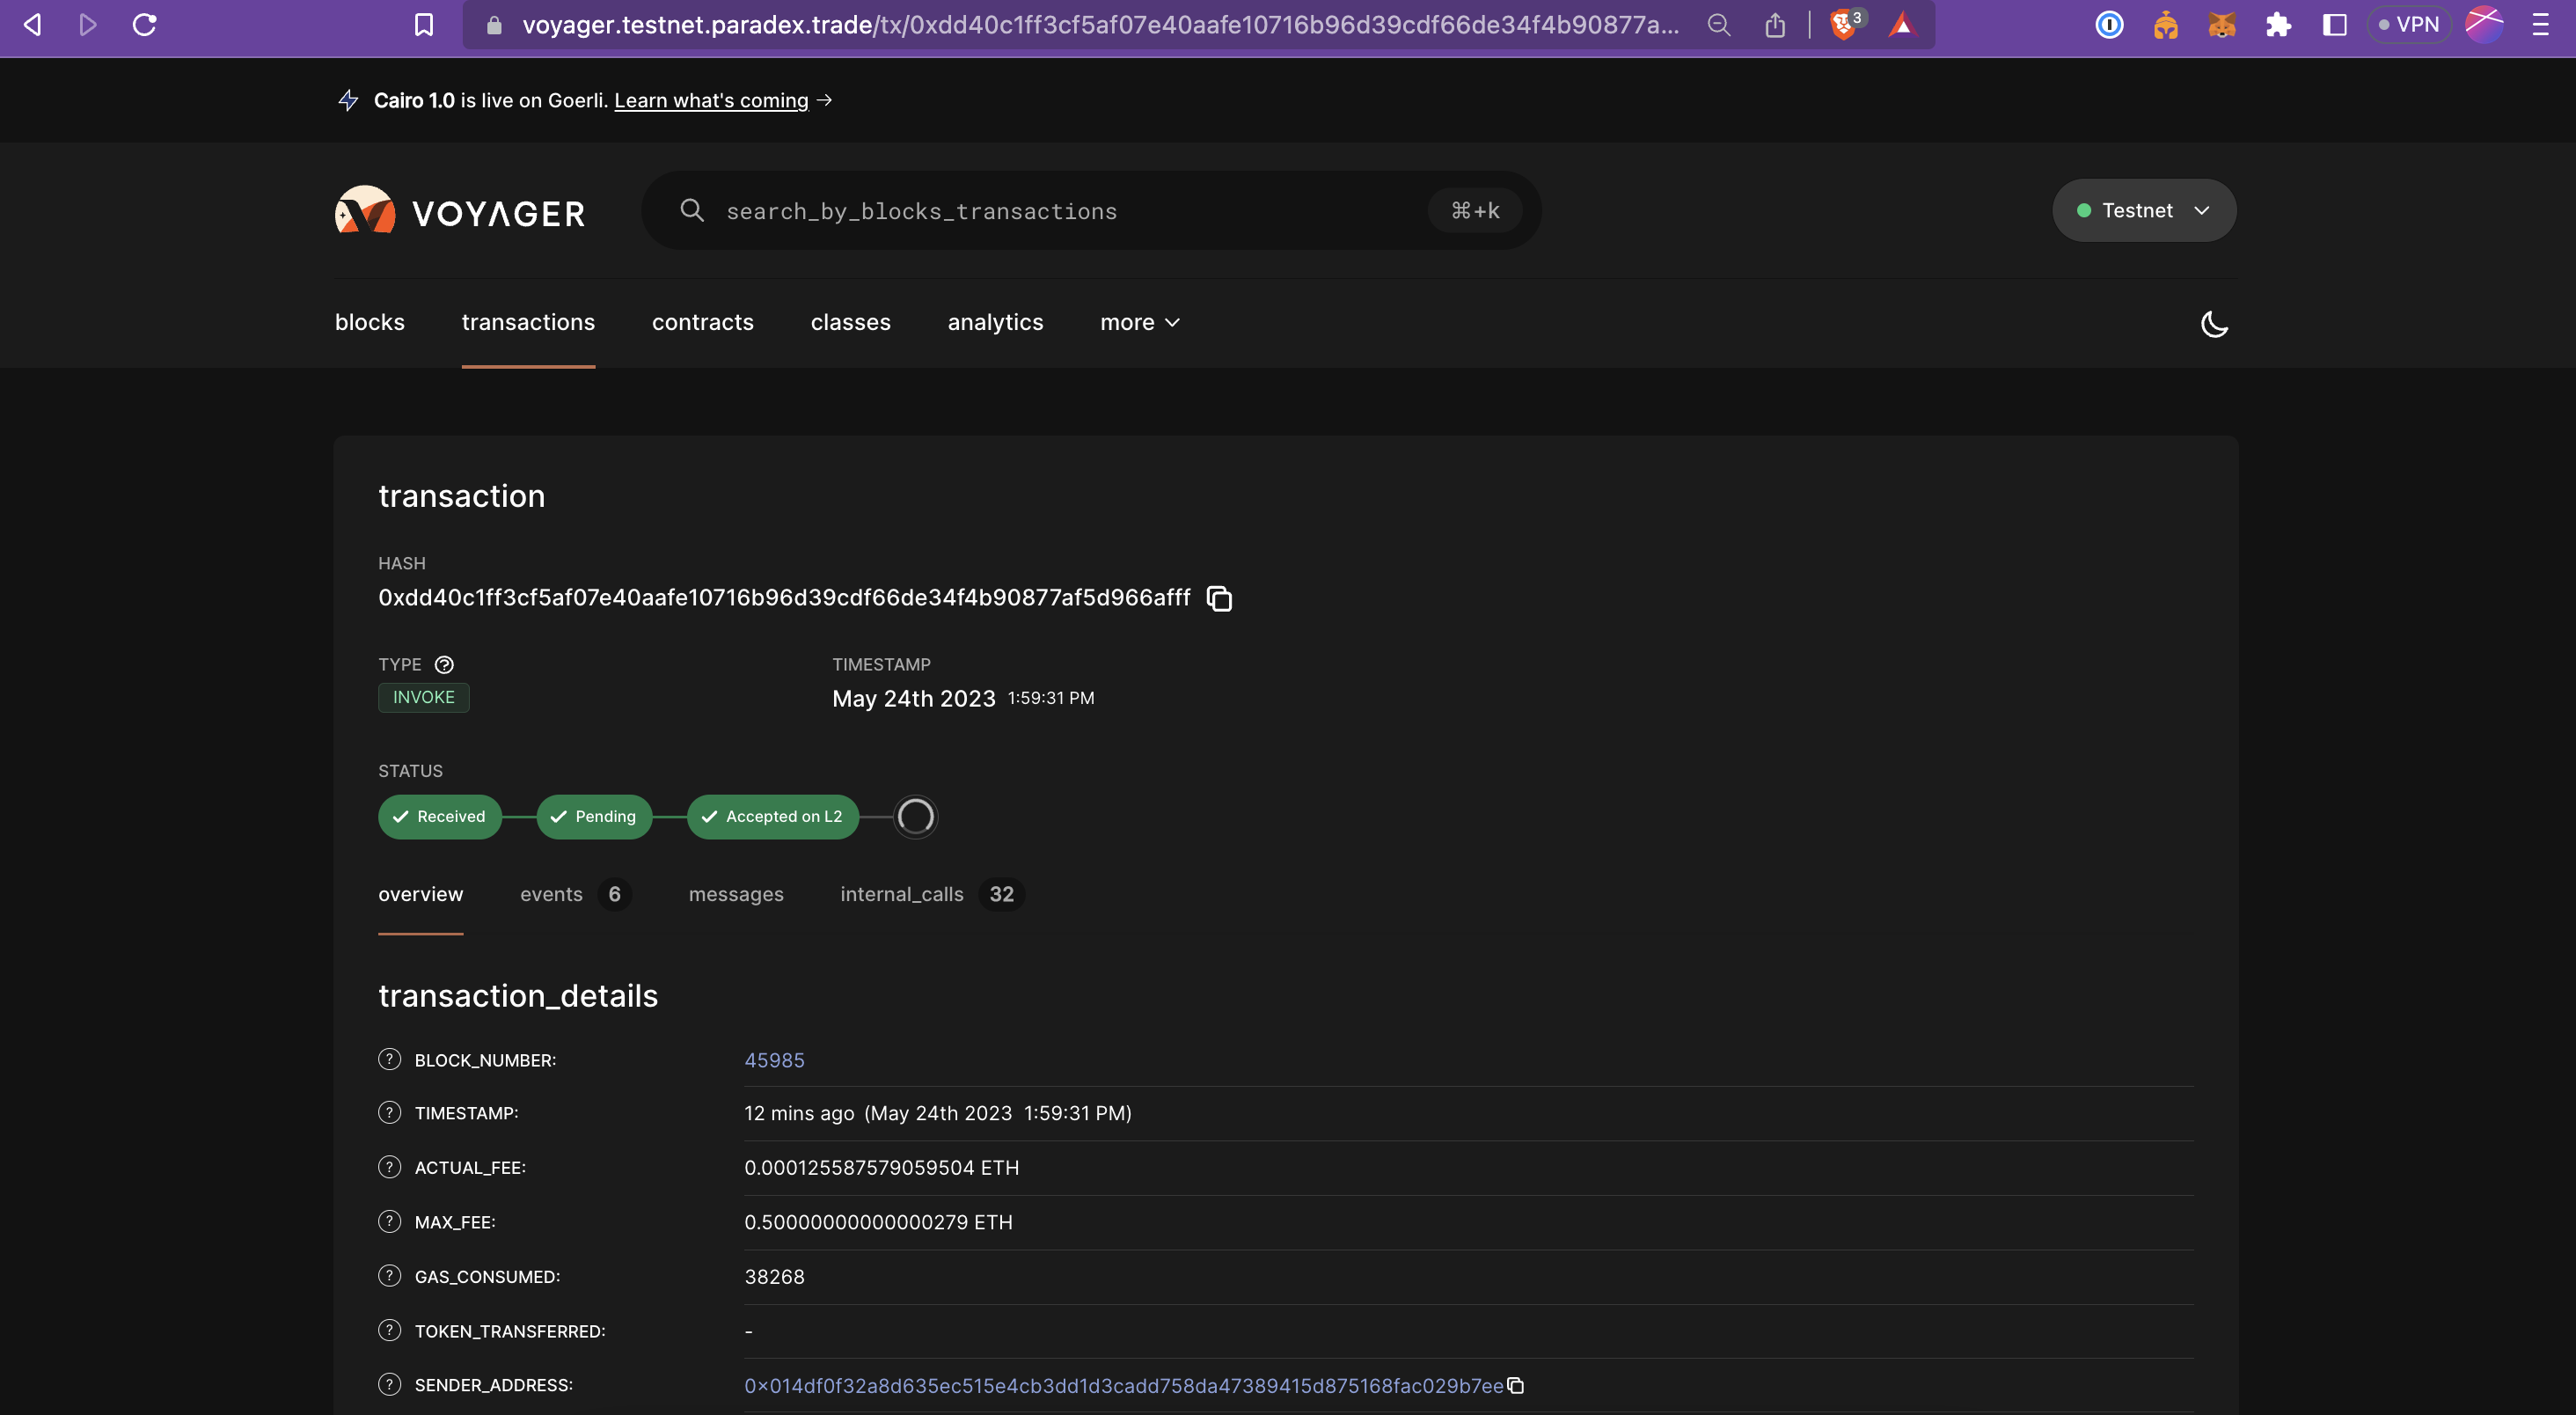 voyager.testnet.paradex.trade/tx/0xdd40c1ff3cf5af07e40aafe10716b96d39cdf66de34f4b90877a... 3 VPN
Cairo 1.0 is live on Goerli. Learn what's coming →
VOYAGER search_by_blocks_transactions ⌘+k Testnet
blocks transactions contracts classes analytics more
transaction
HASH
0xdd40c1ff3cf5af07e40aafe10716b96d39cdf66de34f4b90877af5d966afff
TYPE ? TIMESTAMP
INVOKE May 24th 2023 1:59:31 PM
STATUS
Received Pending Accepted on L2
overview events 6 messages internal_calls 32
transaction_details
? BLOCK_NUMBER: 45985
? TIMESTAMP: 12 mins ago (May 24th 2023 1:59:31 PM)
? ACTUAL_FEE: 0.000125587579059504 ETH
? MAX_FEE: 0.50000000000000279 ETH
? GAS_CONSUMED: 38268
? TOKEN_TRANSFERRED: -
? SENDER_ADDRESS: 0x014df0f32a8d635ec515e4cb3dd1d3cadd758da47389415d875168fac029b7ee